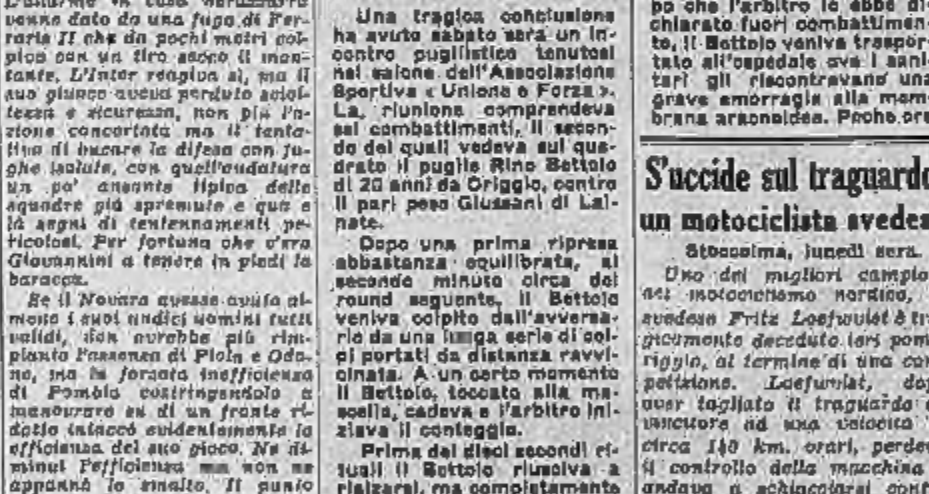 venne dato da una fuga di Fer-
raris II che da pochi metri col-
piva con un tiro secco il mon-
tante. L'Inter reagiva sì, ma il
suo giuoco aveva perduto sciol-
tezza e sicurezza, non più l'a-
zione concertata ma il tenta-
tivo di bucare la difesa con fu-
ghe isolate, con quell'andatura
un po' ansante tipica delle
squadre già spremute e qua e
là segni di tentennamenti pe-
ricolosi. Per fortuna che c'era
Giovannini a tenere in piedi la
baracca.
Se il Novara avesse avuto al-
meno i suoi undici uomini tutti
validi, non avrebbe più rim-
pianto l'assenza di Piola e Oda-
no, ma la forzata inefficienza
di Pombia costringendolo a
manovrare su di un fronte ri-
dotto intaccò evidentemente la
efficienza del suo gioco. Ne di-
minuì l'efficienza ma non ne
appannò lo smalto. Il punto
Una tragica conclusione
ha avuto sabato sera un in-
contro pugilistico tenutosi
nel salone dell'Associazione
Sportiva « Unione e Forza ».
La riunione comprendeva
sei combattimenti, il secon-
do dei quali vedeva sul qua-
drato il pugile Rino Bettolo
di 20 anni da Origgio, contro
il pari peso Giussani di Lai-
nate.
Dopo una prima ripresa
abbastanza equilibrata, al
secondo minuto circa del
round seguente, il Bettolo
veniva colpito dall'avversa-
rio da una lunga serie di col-
pi portati da distanza ravvi-
cinata. A un certo momento
il Bettolo, toccato alla ma-
scella, cadeva e l'arbitro ini-
ziava il conteggio.
Prima dei dieci secondi ri-
tuali il Bettolo riusciva a
rialzarsi, ma completamente
po che l'arbitro lo ebbe di-
chiarato fuori combattimen-
to, il Bettolo veniva traspor-
tato all'ospedale ove i sani-
tari gli riscontravano una
grave emorragia alla mem-
brana aracnoidea. Poche ore
S'uccide sul traguardo
un motociclista svedes
Stoccolma, lunedì sera.
Uno dei migliori campio
nel motociclismo nordico,
svedese Fritz è tr
gicamente deceduto ieri pom
riggio, al termine di una com
petizione. do
aver tagliato il traguardo
vincitore ad una velocità
circa 140 km. orari, perde
il controllo della macchina
andava a schiacciarsi cont